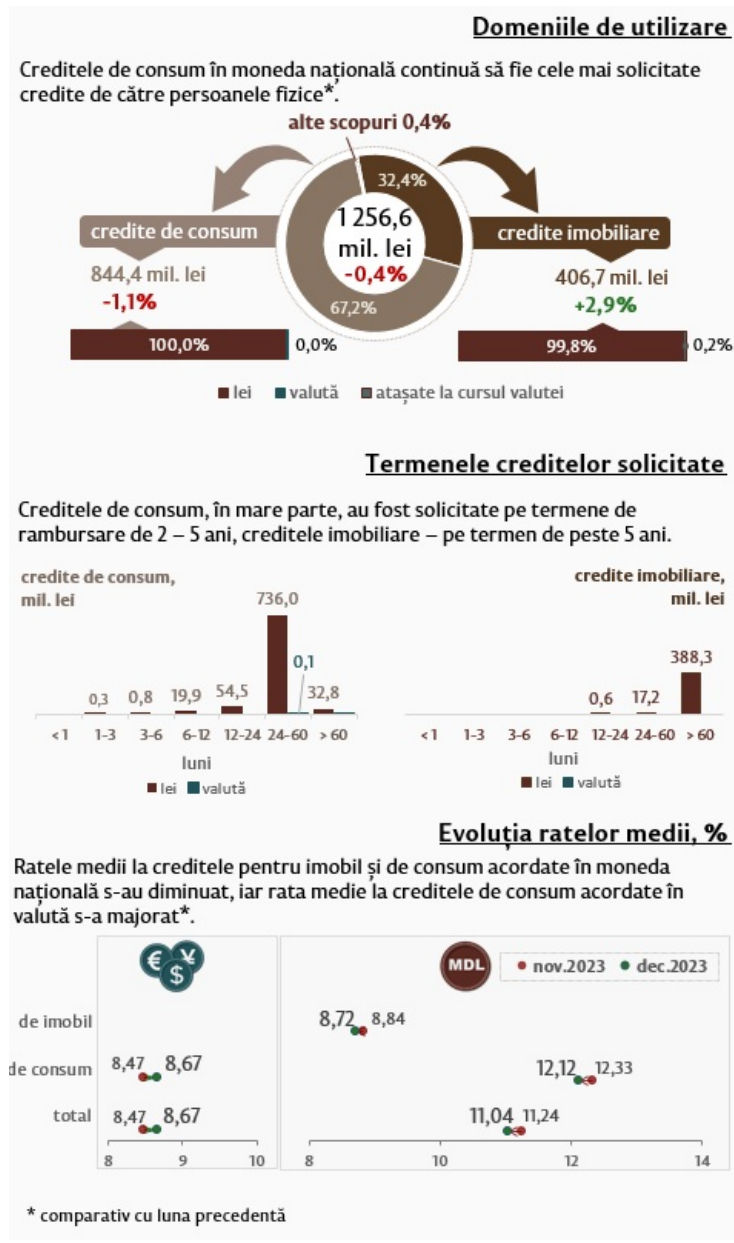 Domeniile de utilizare
Creditele de consum în moneda națională continuă să fie cele mai solicitate
credite de către persoanele fizice*.
alte scopuri 0,4%
32,4%
1 256,6
mil. lei
-0,4%
67,2%
credite de consum
844,4 mil. lei
-1,1%
100,0%
0,0%
credite imobiliare
406,7 mil. lei
+2,9%
99,8%
0,2%
lei valută atașate la cursul valutei
Termenele creditelor solicitate
Creditele de consum, în mare parte, au fost solicitate pe termene de
rambursare de 2 – 5 ani, creditele imobiliare – pe termen de peste 5 ani.
credite de consum,
mil. lei
736,0
0,1
0,3 0,8 19,9 54,5 32,8
<1 1-3 3-6 6-12 12-24 24-60 >60
luni
lei valută
credite imobiliare,
mil. lei
388,3
0,6 17,2
<1 1-3 3-6 6-12 12-24 24-60 >60
luni
lei valută
Evoluția ratelor medii, %
Ratele medii la creditele pentru imobil și de consum acordate în moneda
națională s-au diminuat, iar rata medie la creditele de consum acordate în
valută s-a majorat*.
€ ¥ $
MDL
nov.2023 dec.2023
de imobil
8,72 8,84
de consum
8,47 8,67
12,12 12,33
total
8,47 8,67
11,04 11,24
8 9 10
8 10 12 14
* comparativ cu luna precedentă